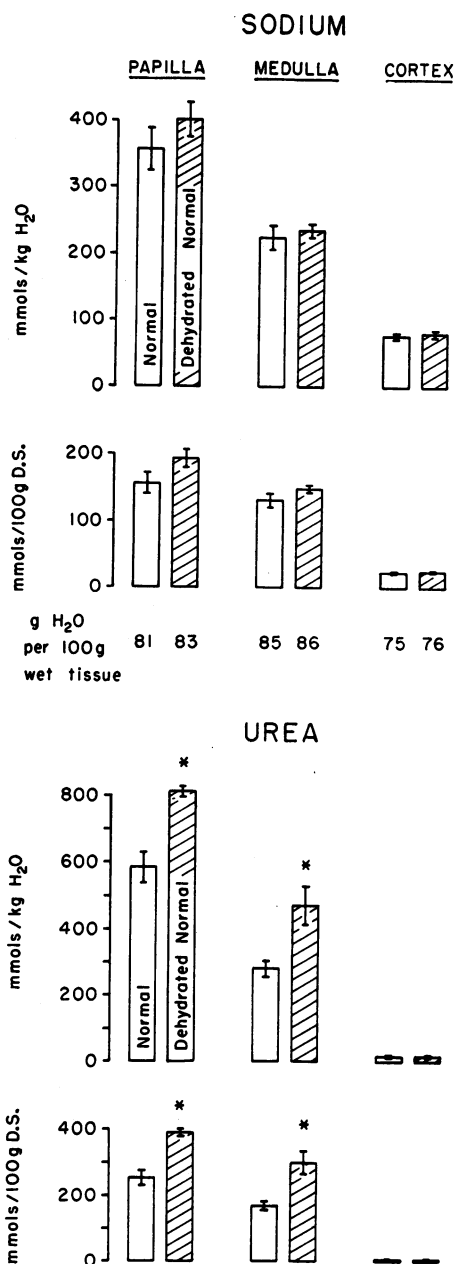 SODIUM
PAPILLA MEDULLA CORTEX
400
300
200
100
0
mmols/kg H₂O
Normal
Dehydrated Normal
200
100
0
mmols/100g D.S.
g H₂O
per 100g
wet tissue
81 83 85 86 75 76
UREA
*
*
800
600
400
200
0
mmols/kg H₂O
Normal
Dehydrated Normal
*
*
400
200
0
mmols/100g D.S.